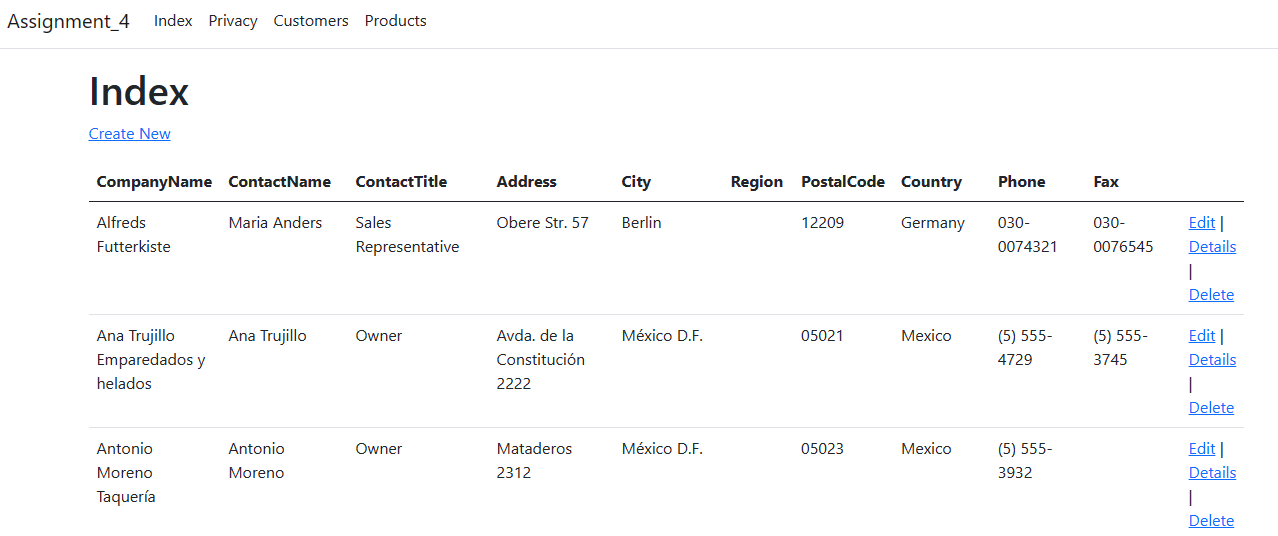 Assignment_4 Index Privacy Customers Products
Index
Create New
CompanyName ContactName ContactTitle Address City Region PostalCode Country Phone Fax
Alfreds Maria Anders Sales Obere Str. 57 Berlin 12209 Germany 030- 030- Edit |
Futterkiste Representative 0074321 0076545 Details
|
Delete
Ana Trujillo Ana Trujillo Owner Avda. de la México D.F. 05021 Mexico (5) 555- (5) 555- Edit |
Emparedados y Constitución 4729 3745 Details
helados 2222 |
Delete
Antonio Antonio Owner Mataderos México D.F. 05023 Mexico (5) 555- Edit |
Moreno Moreno 2312 3932 Details
Taquería |
Delete